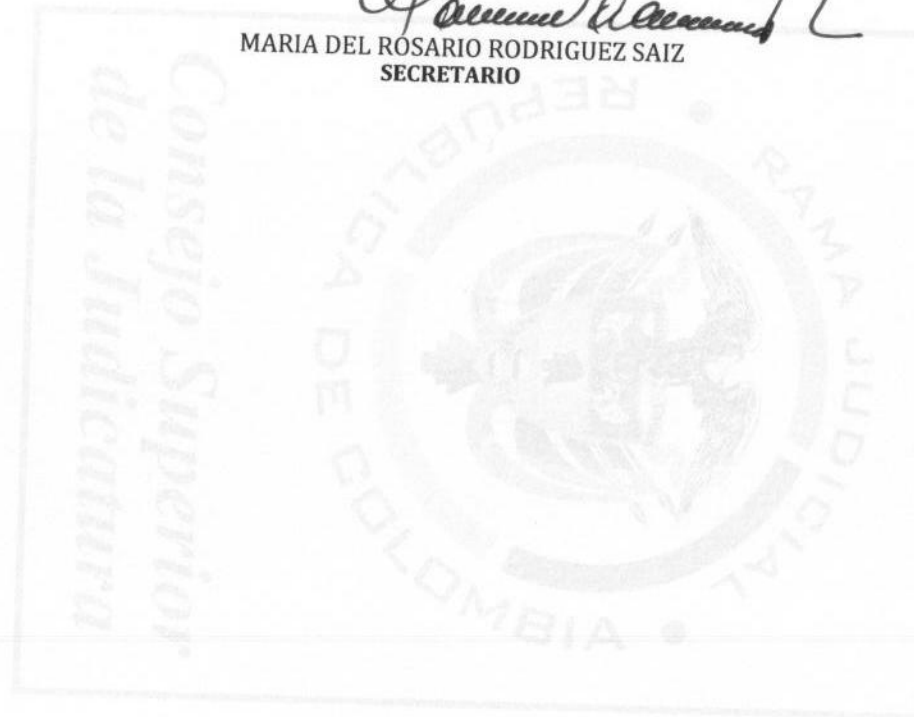 MARIA DEL ROSARIO RODRIGUEZ SAIZ
SECRETARIO
Consejo Superior
de la Judicatura
REPÚBLICA DE COLOMBIA
RAMA JUDICIAL